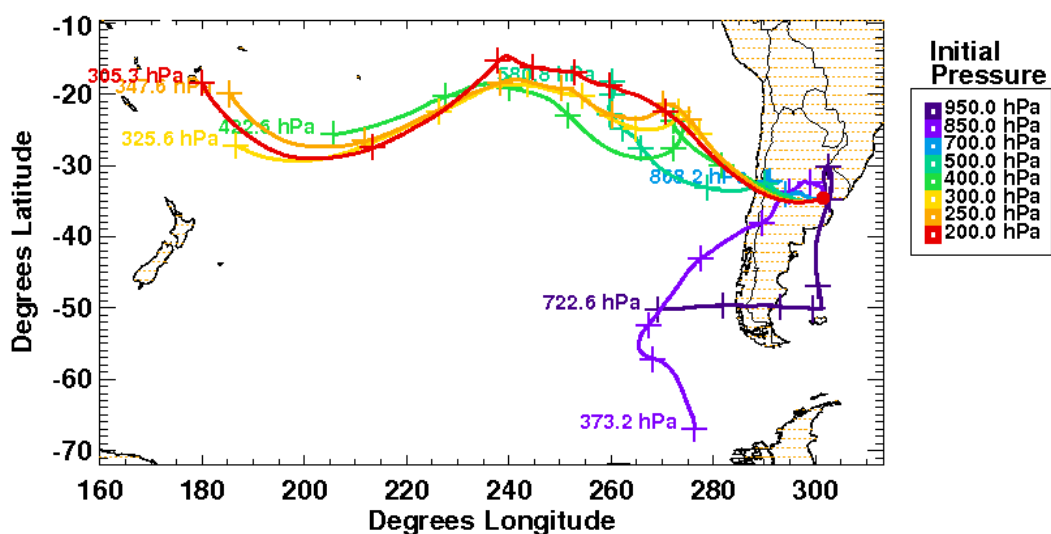 -10
-20
-30
-40
-50
-60
-70
Degrees Latitude
305.3 hPa
347.6 hPa
325.6 hPa
422.6 hPa
580.8 hPa
868.2 hPa
722.6 hPa
373.2 hPa
160
180
200
220
240
260
280
300
Degrees Longitude
Initial
Pressure
950.0 hPa
850.0 hPa
700.0 hPa
500.0 hPa
400.0 hPa
300.0 hPa
250.0 hPa
200.0 hPa